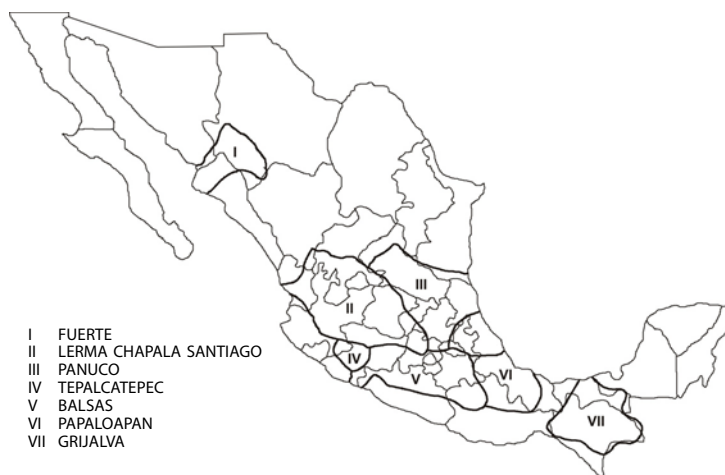 I
III
II
IV
V
VI
VII
I FUERTE
II LERMA CHAPALA SANTIAGO
III PANUCO
IV TEPALCATEPEC
V BALSAS
VI PAPALOAPAN
VII GRIJALVA